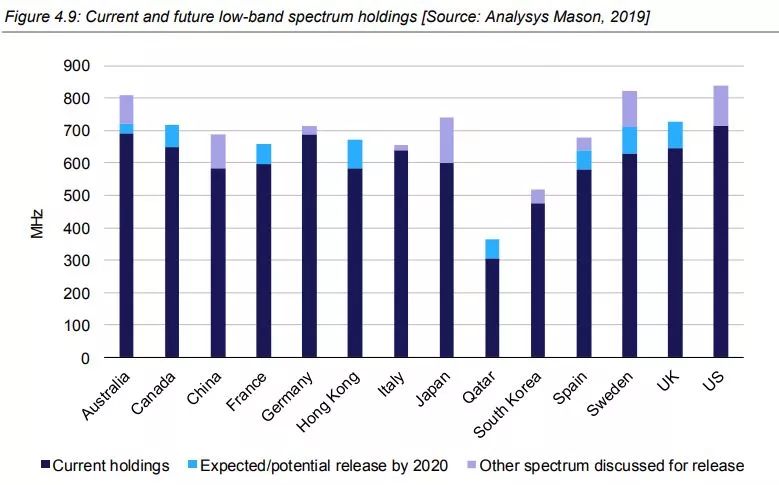 Figure 4.9: Current and future low-band spectrum holdings [Source: Analysys Mason, 2019]
900
800
700
600
500
400
300
200
100
0
MHz
Australia
Canada
China
France
Germany
Hong Kong
Italy
Japan
Qatar
South Korea
Spain
Sweden
UK
US
Current holdings Expected/potential release by 2020 Other spectrum discussed for release